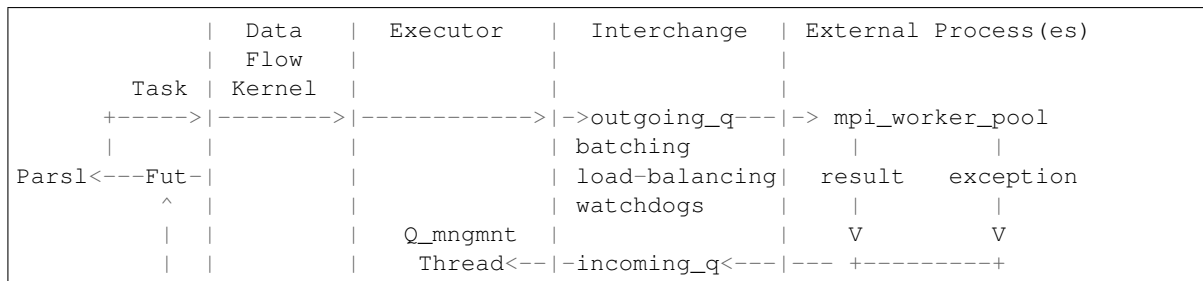 |  Data   |  Executor   |  Interchange  | External Process(es)
             |  Flow   |             |               |
        Task | Kernel  |             |               |
      +----->|-------->|------------>|->outgoing_q---|-> mpi_worker_pool
      |      |         |             | batching      |    |         |
Parsl<---Fut-|         |             | load-balancing|  result   exception
          ^  |         |             | watchdogs     |    |         |
          |  |         |   Q_mngmnt  |               |    V         V
          |  |         |    Thread<--|-incoming_q<---|--- +---------+